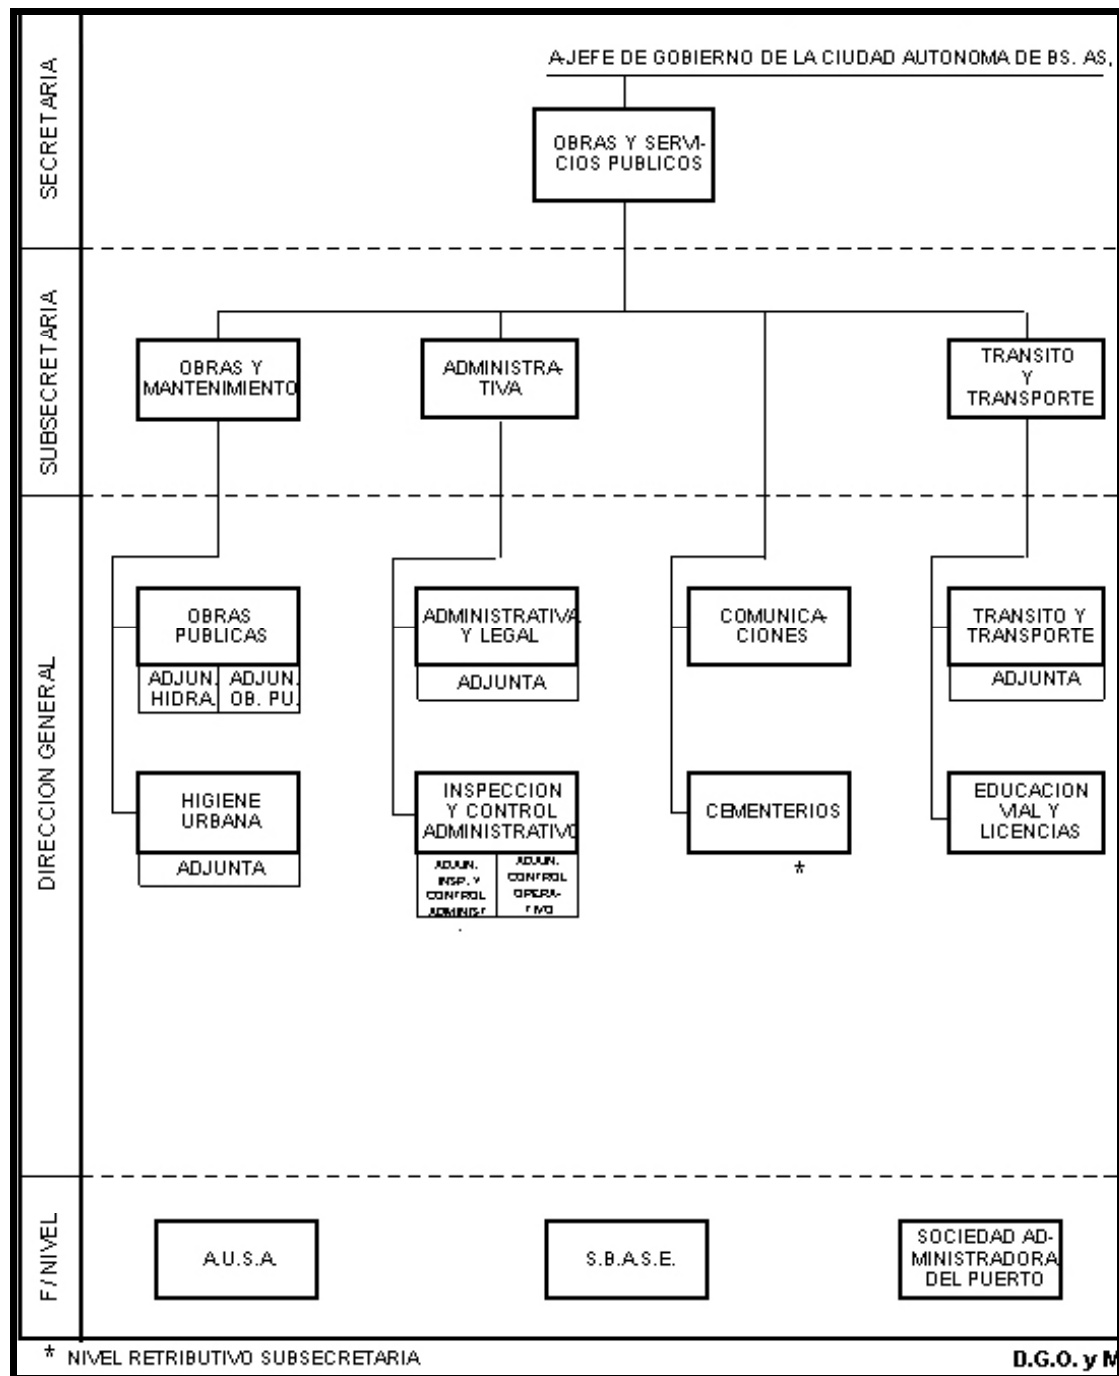 SECRETARIA
A JEFE DE GOBIERNO DE LA CIUDAD AUTONOMA DE BS. AS.
OBRAS Y SERVI-
CIOS PUBLICOS
SUBSECRETARIA
OBRAS Y
MANTENIMIENTO
ADMINISTRA-
TIVA
TRANSITO
Y
TRANSPORTE
DIRECCION GENERAL
OBRAS
PUBLICAS
ADJUN.
HIDRA.
ADJUN.
OB. PU.
ADMINISTRATIVA
Y LEGAL
ADJUNTA
COMUNICA-
CIONES
TRANSITO Y
TRANSPORTE
ADJUNTA
HIGIENE
URBANA
ADJUNTA
INSPECCION
Y CONTROL
ADMINISTRATIVO
ADJUN.
INSP. Y
CONTROL
ADMINIST
.
ADJUN.
CONTROL
OPERA-
TIVO
CEMENTERIOS
*
EDUCACION
VIAL Y
LICENCIAS
F/NIVEL
A.U.S.A.
S.B.A.S.E.
SOCIEDAD AD-
MINISTRADORA
DEL PUERTO
* NIVEL RETRIBUTIVO SUBSECRETARIA
D.G.O. y M